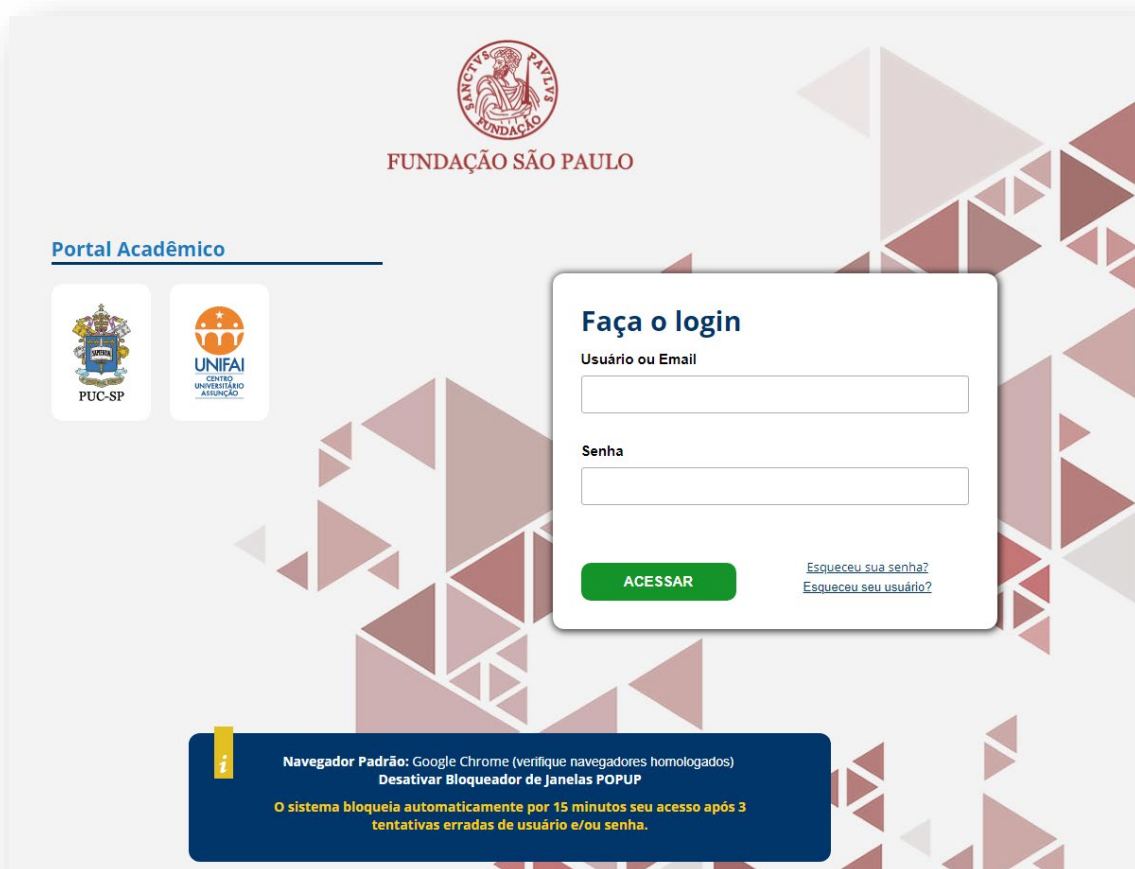 SANCTVS PAVLVS
FUNDAÇÃO
FUNDAÇÃO SÃO PAULO
Portal Acadêmico
SAPIENTIA
PUC-SP
UNIFAI
CENTRO
UNIVERSITÁRIO
ASSUNÇÃO
Faça o login
Usuário ou Email
Senha
ACESSAR
Esqueceu sua senha?
Esqueceu seu usuário?
i
Navegador Padrão: Google Chrome (verifique navegadores homologados)
Desativar Bloqueador de Janelas POPUP
O sistema bloqueia automaticamente por 15 minutos seu acesso após 3
tentativas erradas de usuário e/ou senha.